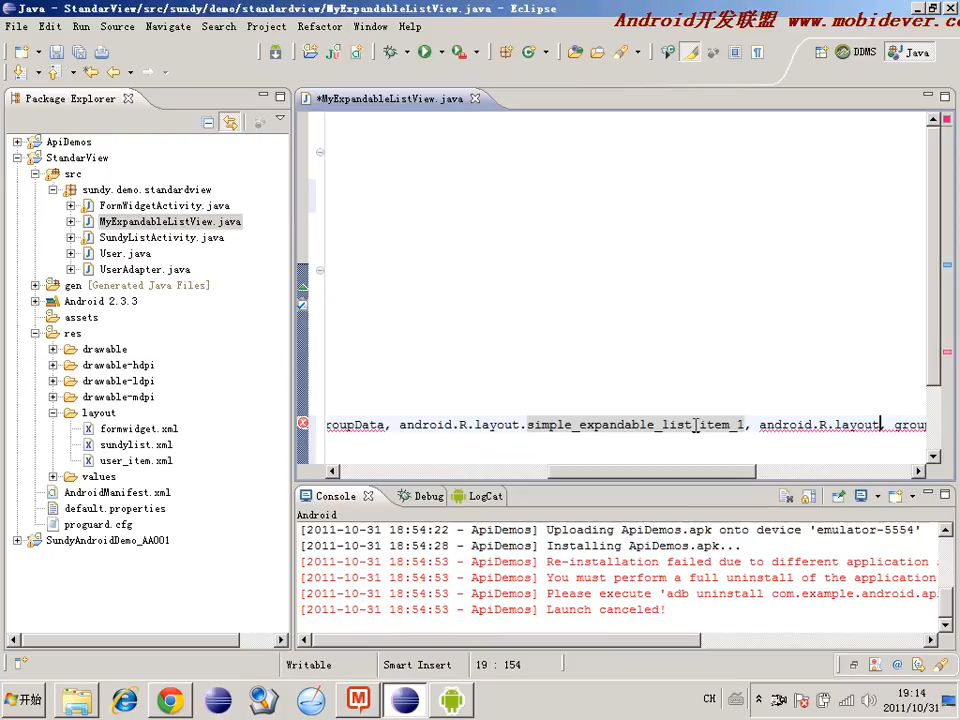 Java - StandarView/src/sundy/demo/standardview/MyExpandableListView.java - Eclipse
Android开发联盟 www.mobidever.com
File Edit Run Source Navigate Search Project Refactor Window Help
DDMS Java
Package Explorer
*MyExpandableListView.java
ApiDemos
StandarView
src
sundy.demo.standardview
FormWidgetActivity.java
MyExpandableListView.java
SundyListActivity.java
User.java
UserAdapter.java
gen [Generated Java Files]
Android 2.3.3
assets
res
drawable
drawable-hdpi
drawable-ldpi
drawable-mdpi
layout
formwidget.xml
sundylist.xml
user_item.xml
values
AndroidManifest.xml
default.properties
proguard.cfg
SundyAndroidDemo_AA001
roupData, android.R.layout.simple_expandable_list_item_1, android.R.layout, group
Console Debug LogCat
Android
[2011-10-31 18:54:22 - ApiDemos] Uploading ApiDemos.apk onto device 'emulator-5554'
[2011-10-31 18:54:28 - ApiDemos] Installing ApiDemos.apk...
[2011-10-31 18:54:53 - ApiDemos] Re-installation failed due to different application
[2011-10-31 18:54:53 - ApiDemos] You must perform a full uninstall of the application
[2011-10-31 18:54:53 - ApiDemos] Please execute 'adb uninstall com.example.android.ap
[2011-10-31 18:54:53 - ApiDemos] Launch canceled!
Writable Smart Insert 19 : 154
开始
CH
19:14
2011/10/31